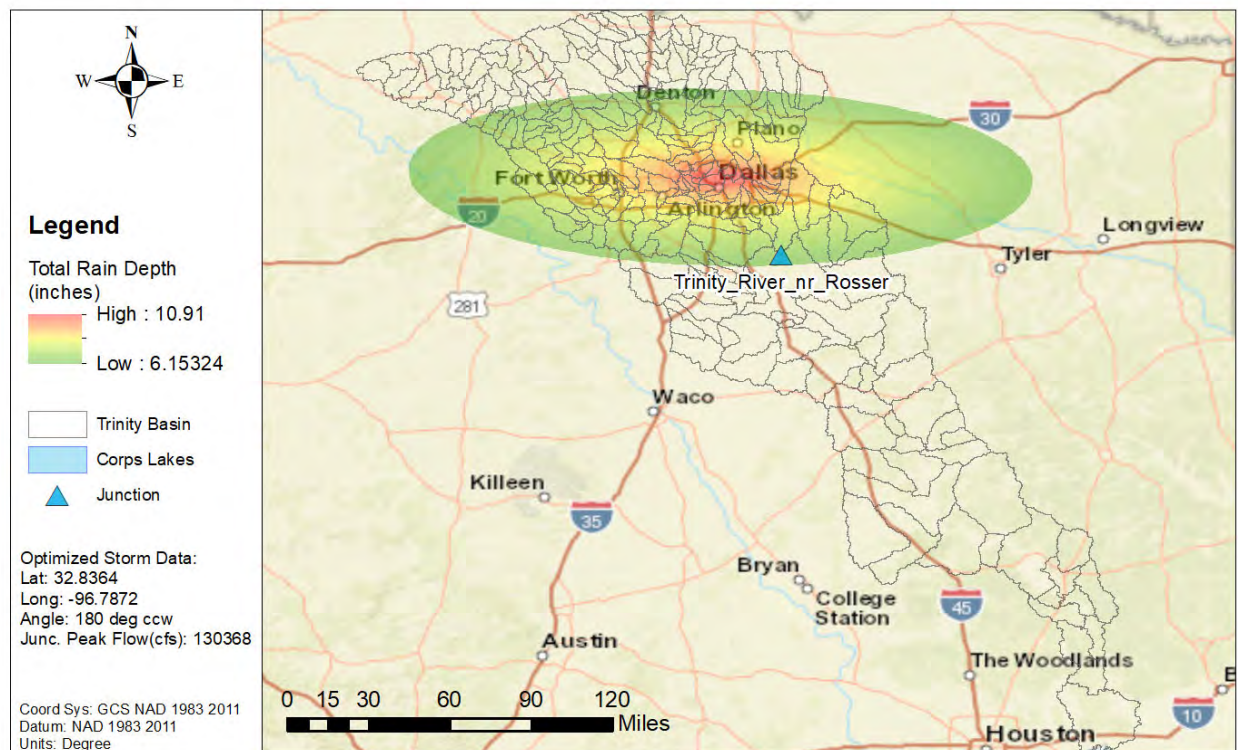 N
W E
S
Legend
Total Rain Depth
(inches)
High : 10.91
Low : 6.15324
Trinity Basin
Corps Lakes
Junction
Optimized Storm Data:
Lat: 32.8364
Long: -96.7872
Angle: 180 deg ccw
Junc. Peak Flow(cfs): 130368
Coord Sys: GCS NAD 1983 2011
Datum: NAD 1983 2011
Units: Degree
Denton
30
Plano
Dallas
Fort Worth
Arlington
20
Longview
Tyler
Trinity_River_nr_Rosser
281
Waco
Killeen
35
Bryan
College
Station
45
Austin
The Woodlands
10
Houston
0 15 30 60 90 120
Miles